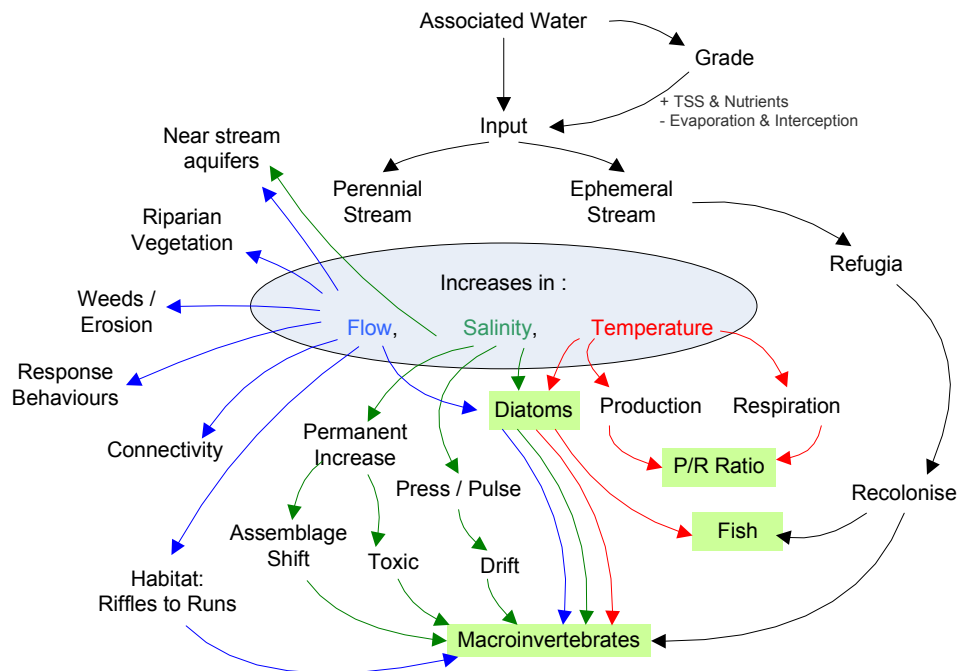 Associated Water
Grade
+ TSS & Nutrients
- Evaporation & Interception
Input
Near stream
aquifers
Perennial
Stream
Ephemeral
Stream
Riparian
Vegetation
Refugia
Increases in :
Weeds /
Erosion
Flow, Salinity, Temperature
Response
Behaviours
Diatoms
Production
Respiration
Connectivity
Permanent
Increase
P/R Ratio
Press / Pulse
Recolonise
Assemblage
Shift
Toxic
Drift
Fish
Habitat:
Riffles to Runs
Macroinvertebrates